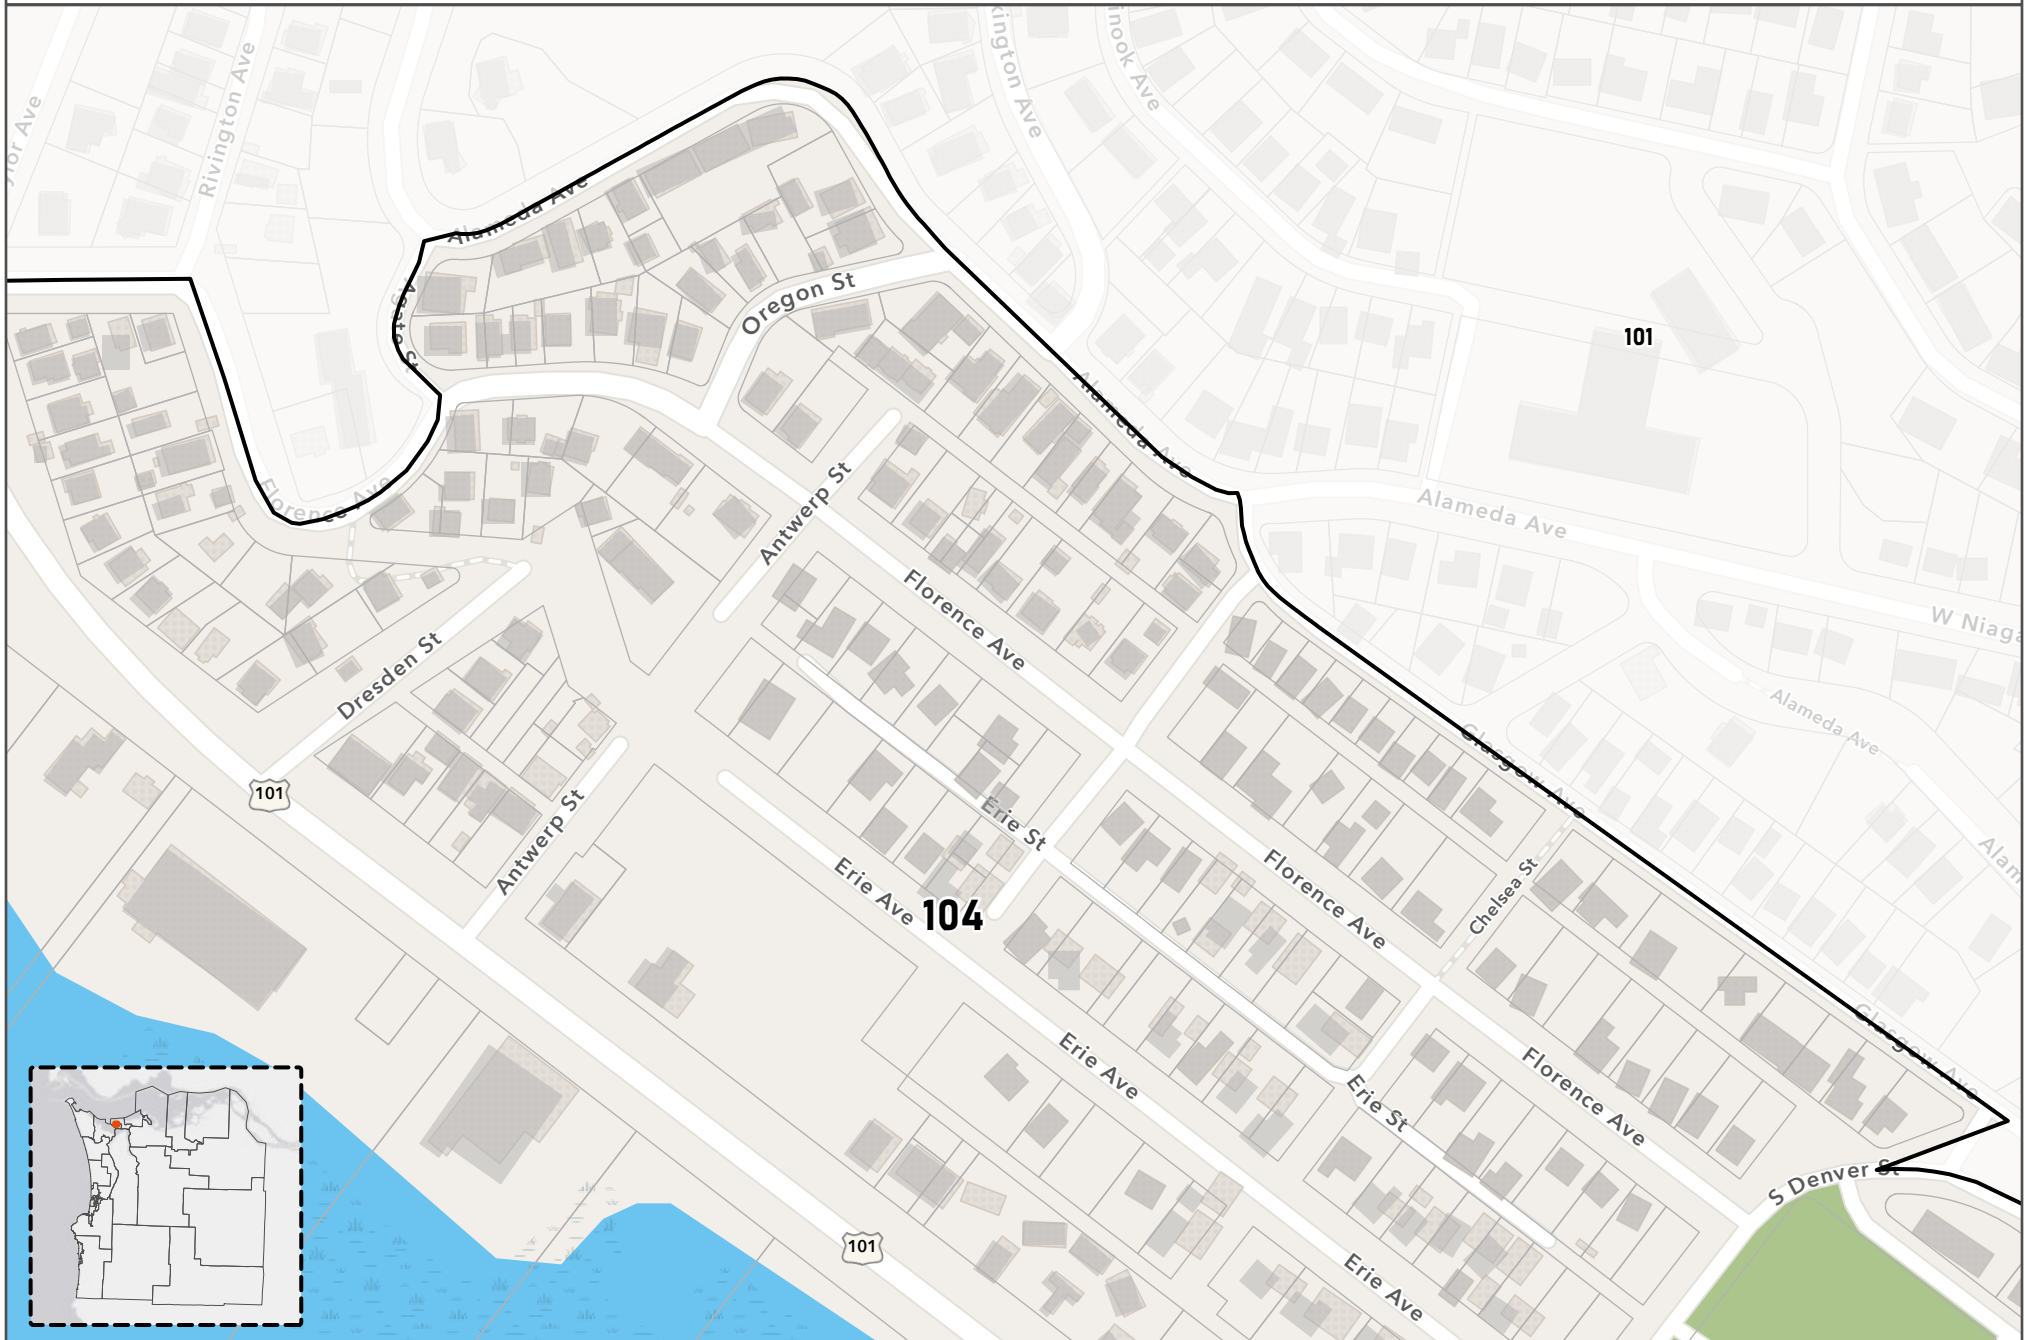 Rivington Ave
Alameda Ave
Agate St
Oregon St
101
Alameda Ave
Florence Ave
Antwerp St
Alameda Ave
Florence Ave
Dresden St
Alameda Ave
Glasgow Ave
101
Antwerp St
Erie St
Erie Ave
104
Florence Ave
Chelsea St
Glasgow Ave
Erie Ave
Erie St
Florence Ave
S Denver St
101
Erie Ave